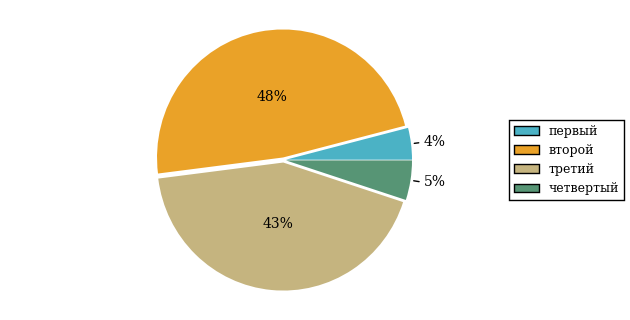 48%
4%
5%
43%
первый
второй
третий
четвертый